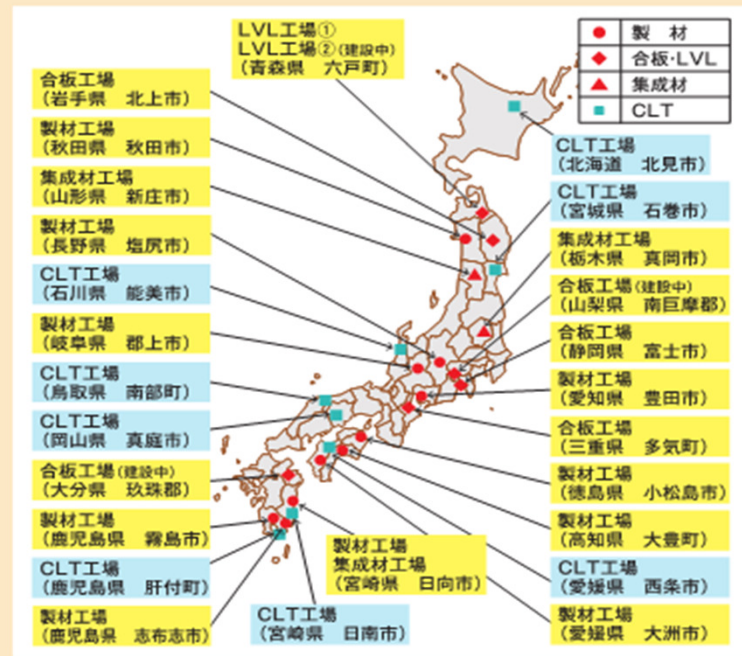 LVL工場①
LVL工場②(建設中)
(青森県 六戸町)
製 材
合板・LVL
集成材
CLT
合板工場
(岩手県 北上市)
製材工場
(秋田県 秋田市)
集成材工場
(山形県 新庄市)
製材工場
(長野県 塩尻市)
CLT工場
(石川県 能美市)
製材工場
(岐阜県 郡上市)
CLT工場
(鳥取県 南部町)
CLT工場
(岡山県 真庭市)
合板工場(建設中)
(大分県 玖珠郡)
製材工場
(鹿児島県 霧島市)
CLT工場
(鹿児島県 肝付町)
製材工場
(鹿児島県 志布志市)
CLT工場
(北海道 北見市)
CLT工場
(宮城県 石巻市)
集成材工場
(栃木県 真岡市)
合板工場(建設中)
(山梨県 南巨摩郡)
合板工場
(静岡県 富士市)
製材工場
(愛知県 豊田市)
合板工場
(三重県 多気町)
製材工場
(徳島県 小松島市)
製材工場
(高知県 大豊町)
CLT工場
(愛媛県 西条市)
製材工場
(愛媛県 大洲市)
製材工場
集成材工場
(宮崎県 日向市)
CLT工場
(宮崎県 日南市)